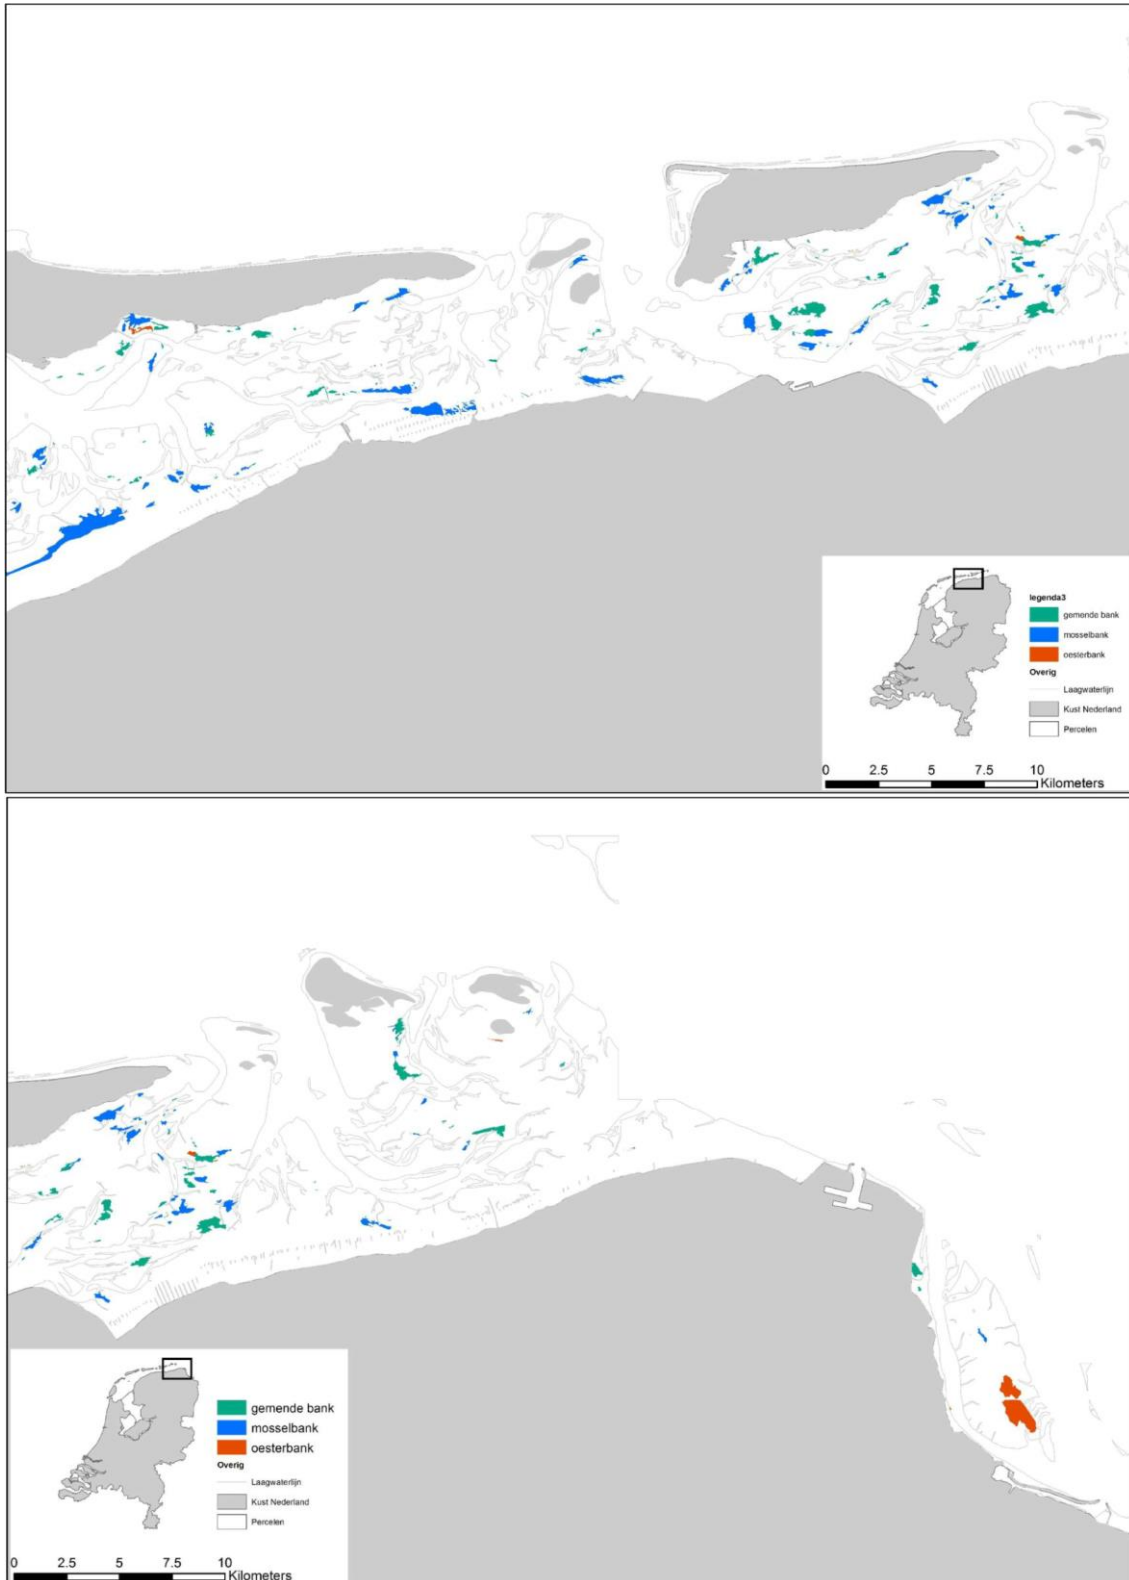 legenda3
gemende bank
mosselbank
oesterbank
Overig
Laagwaterlijn
Kust Nederland
Percelen
0 2.5 5 7.5 10
Kilometers
gemende bank
mosselbank
oesterbank
Overig
Laagwaterlijn
Kust Nederland
Percelen
0 2.5 5 7.5 10
Kilometers